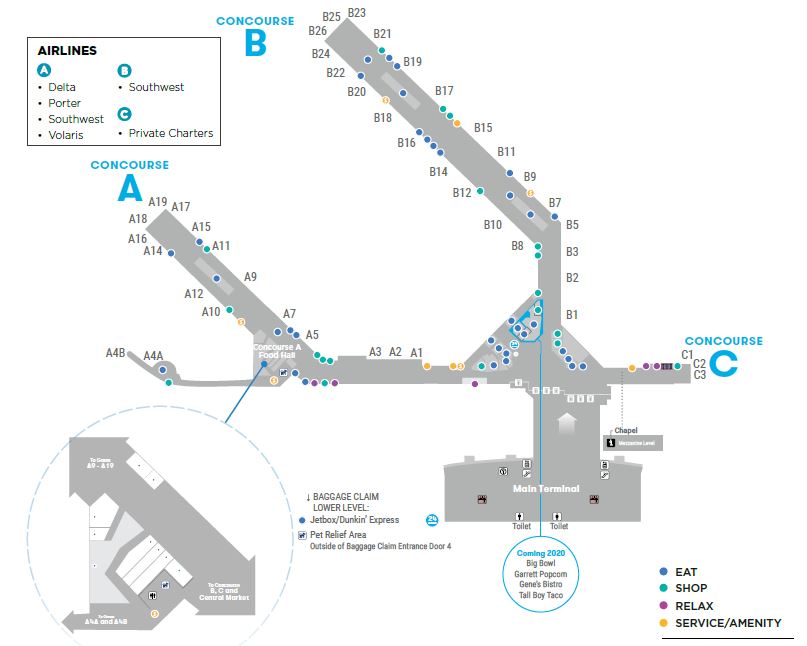 CONCOURSE
B
AIRLINES
A
• Delta
• Porter
• Southwest
• Volaris
B
• Southwest
C
• Private Charters
B25
B23
B26
B21
B24
B19
B22
B20
B17
B18
B15
B16
B11
B14
B9
B12
B7
B10
B5
B8
B3
B2
B1
CONCOURSE
A
A19
A17
A18
A15
A16
A11
A14
A9
A12
A10
A7
A5
Concourse A
Food Hall
A4B
A4A
A3
A2
A1
CONCOURSE
C
C1
C2
C3
Chapel
Mezzanine Level
Main Terminal
Toilet
Toilet
To Gates
A9 - A19
To Concourse
B, C and
Central Market
To Gates
A4A and A4B
↓ BAGGAGE CLAIM
LOWER LEVEL:
Jetbox/Dunkin' Express
Pet Relief Area
Outside of Baggage Claim Entrance Door 4
Coming 2020
Big Bowl
Garrett Popcorn
Gene's Bistro
Tall Boy Taco
EAT
SHOP
RELAX
SERVICE/AMENITY